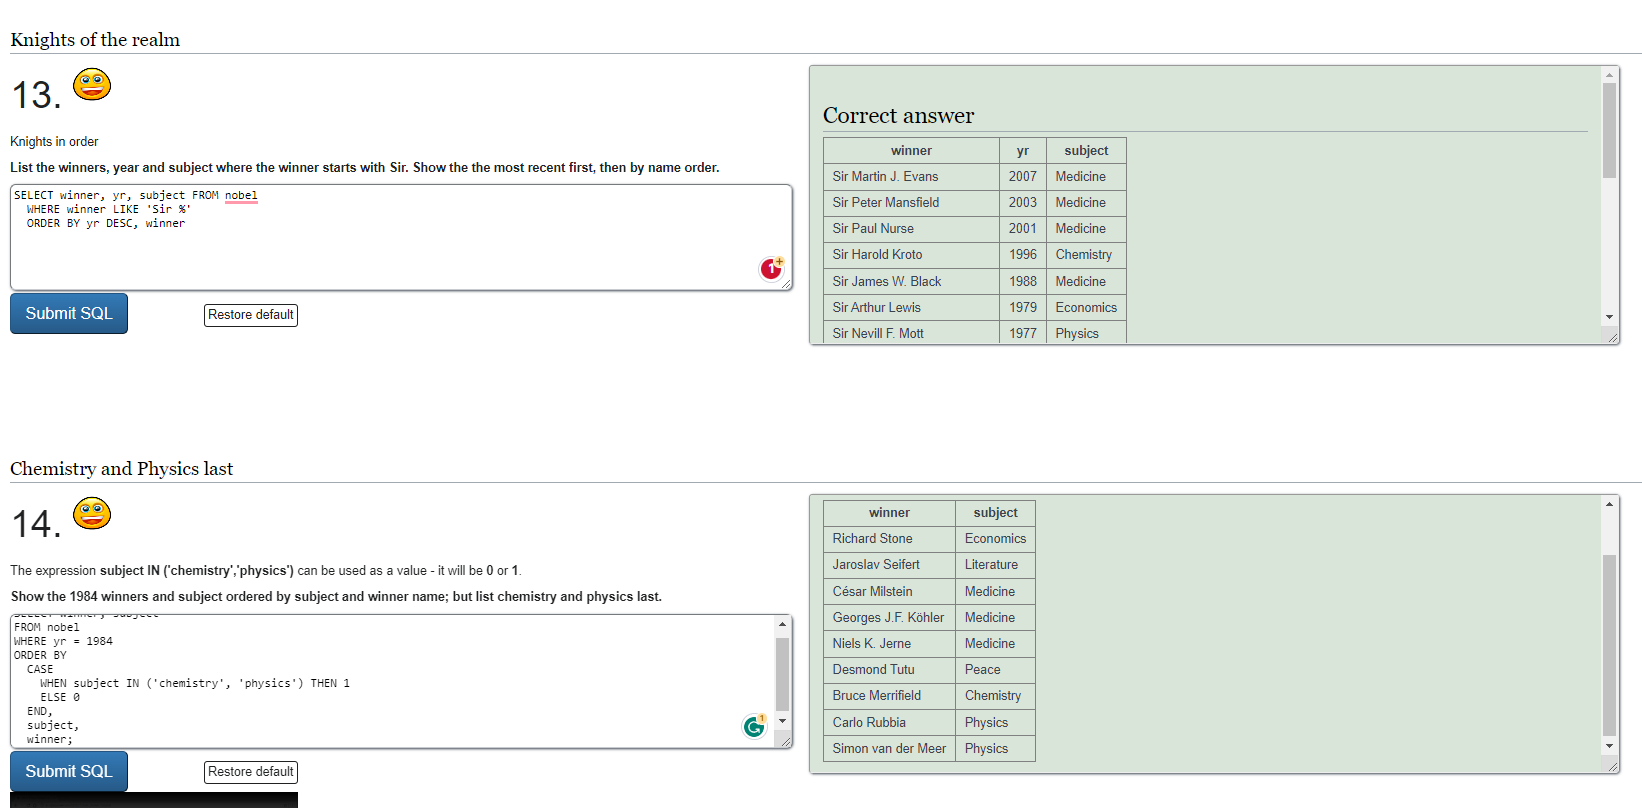 Knights of the realm
13.
Knights in order
List the winners, year and subject where the winner starts with Sir. Show the the most recent first, then by name order.
SELECT winner, yr, subject FROM nobel
WHERE winner LIKE 'Sir %'
ORDER BY yr DESC, winner
1+
Submit SQL
Restore default
Correct answer
winner yr subject
Sir Martin J. Evans 2007 Medicine
Sir Peter Mansfield 2003 Medicine
Sir Paul Nurse 2001 Medicine
Sir Harold Kroto 1996 Chemistry
Sir James W. Black 1988 Medicine
Sir Arthur Lewis 1979 Economics
Sir Nevill F. Mott 1977 Physics
Chemistry and Physics last
14.
The expression subject IN ('chemistry','physics') can be used as a value - it will be 0 or 1.
Show the 1984 winners and subject ordered by subject and winner name; but list chemistry and physics last.
SELECT winner, subject
FROM nobel
WHERE yr = 1984
ORDER BY
CASE
WHEN subject IN ('chemistry', 'physics') THEN 1
ELSE 0
END,
subject,
winner;
1
Submit SQL
Restore default
winner subject
Richard Stone Economics
Jaroslav Seifert Literature
César Milstein Medicine
Georges J.F. Köhler Medicine
Niels K. Jerne Medicine
Desmond Tutu Peace
Bruce Merrifield Chemistry
Carlo Rubbia Physics
Simon van der Meer Physics